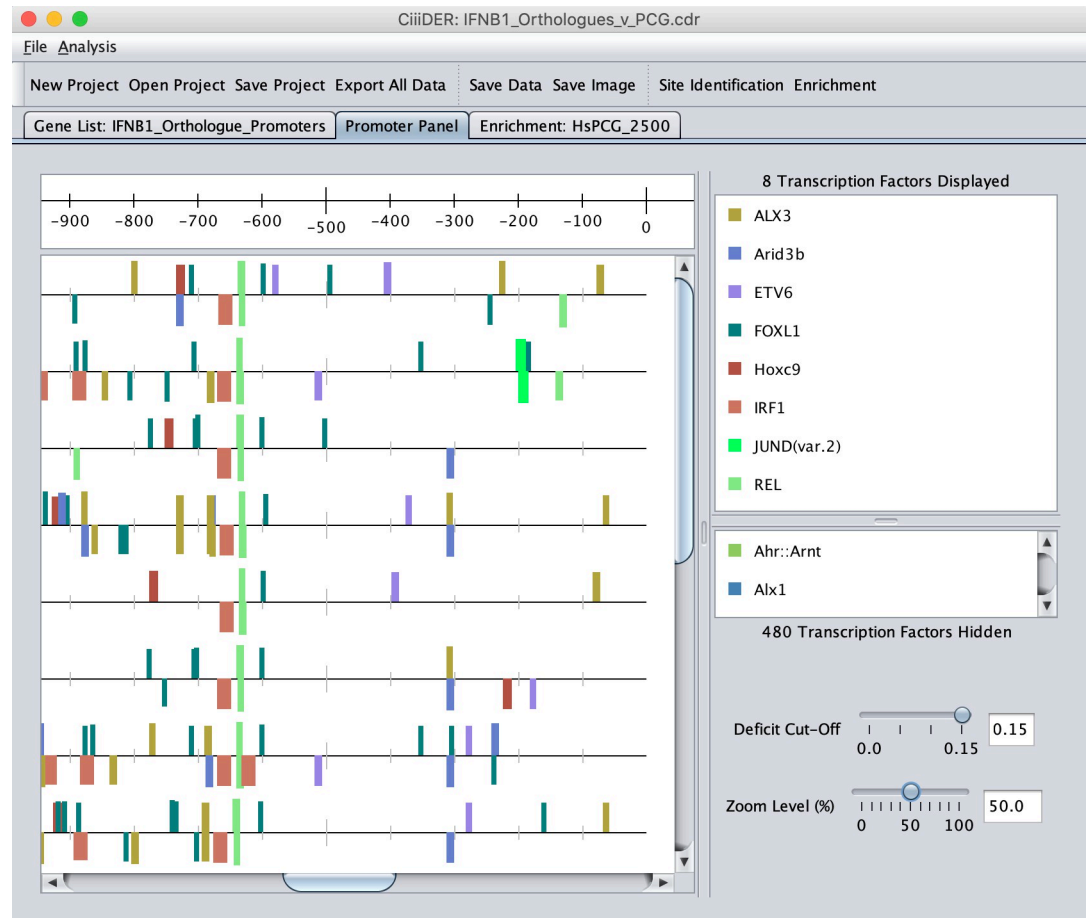 CiiiDER: IFNB1_Orthologues_v_PCG.cdr
File Analysis
New Project Open Project Save Project Export All Data Save Data Save Image Site Identification Enrichment
Gene List: IFNB1_Orthologue_Promoters Promoter Panel Enrichment: HsPCG_2500
-900 -800 -700 -600 -500 -400 -300 -200 -100 0
8 Transcription Factors Displayed
ALX3
Arid3b
ETV6
FOXL1
Hoxc9
IRF1
JUND(var.2)
REL
Ahr::Arnt
Alx1
480 Transcription Factors Hidden
Deficit Cut-Off 0.15
0.0 0.15
Zoom Level (%) 50.0
0 50 100